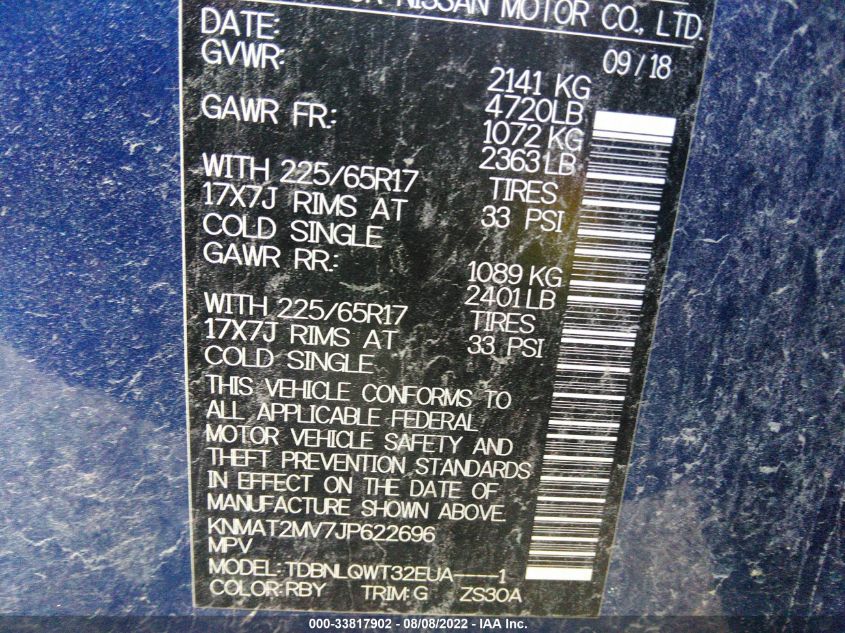 NISSAN MOTOR CO., LTD.
DATE: 09/18
GVWR: 2141 KG
4720LB
GAWR FR.: 1072 KG
2363LB
WITH 225/65R17 TIRES
17X7J RIMS AT 33 PSI
COLD SINGLE
GAWR RR.: 1089 KG
2401LB
WITH 225/65R17 TIRES
17X7J RIMS AT 33 PSI
COLD SINGLE
THIS VEHICLE CONFORMS TO
ALL APPLICABLE FEDERAL
MOTOR VEHICLE SAFETY AND
THEFT PREVENTION STANDARDS
IN EFFECT ON THE DATE OF
MANUFACTURE SHOWN ABOVE.
KNMAT2MV7JP622696
MPV
MODEL: TDBNLQWT32EUA----1
COLOR:RBY TRIM:G ZS30A
000-33817902 - 08/08/2022 - IAA Inc.